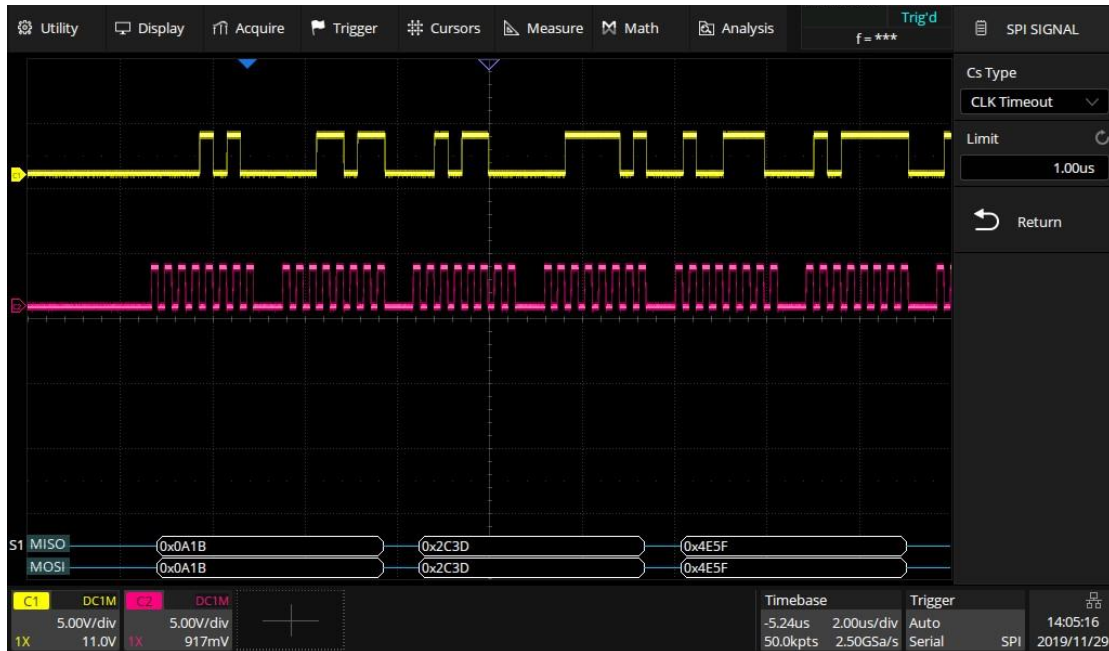 Utility Display Acquire Trigger Cursors Measure Math Analysis Trig'd
f = *** SPI SIGNAL
Cs Type
CLK Timeout
Limit
1.00us
Return
C1
C2
S1 MISO 0x0A1B 0x2C3D 0x4E5F
MOSI 0x0A1B 0x2C3D 0x4E5F
C1 DC1M C2 DC1M Timebase Trigger
5.00V/div 5.00V/div -5.24us 2.00us/div Auto 14:05:16
1X 11.0V 1X 917mV 50.0kpts 2.50GSa/s Serial SPI 2019/11/29